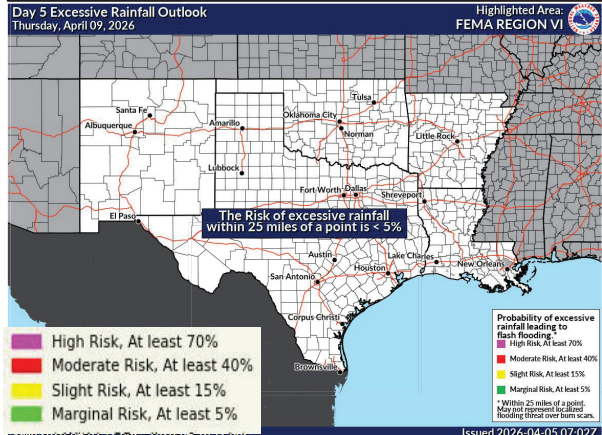 Day 5 Excessive Rainfall Outlook
Thursday, April 09, 2026
Highlighted Area:
FEMA REGION VI
Tulsa
Santa Fe
Oklahoma City
Albuquerque
Amarillo
Norman
Little Rock
Lubbock
Fort Worth
Dallas
Shreveport
El Paso
The Risk of excessive rainfall
within 25 miles of a point is < 5%
Austin
Lake Charles
Houston
New Orleans
San Antonio
Corpus Christi
Brownsville
High Risk, At least 70%
Moderate Risk, At least 40%
Slight Risk, At least 15%
Marginal Risk, At least 5%
Probability of excessive
rainfall leading to
flash flooding.*
High Risk, At least 70%
Moderate Risk, At least 40%
Slight Risk, At least 15%
Marginal Risk, At least 5%
* Within 25 miles of a point.
May not represent localized
flooding threat over burn scars.
Issued 2026-04-05 07:02Z